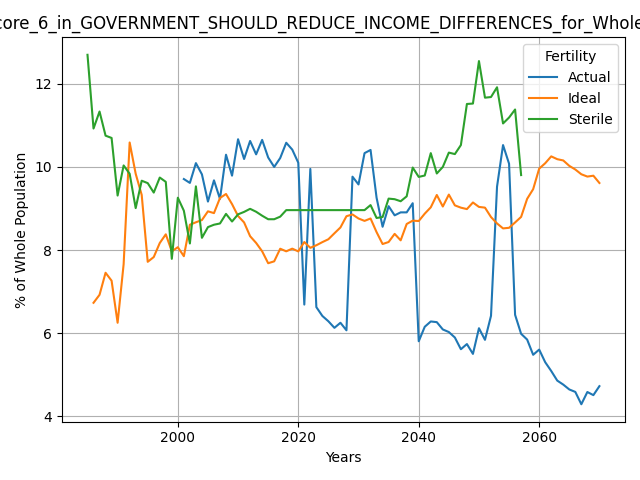 core_6_in_GOVERNMENT_SHOULD_REDUCE_INCOME_DIFFERENCES_for_Whole
Fertility
Actual
Ideal
Sterile
% of Whole Population
12
10
8
6
4
2000 2020 2040 2060
Years